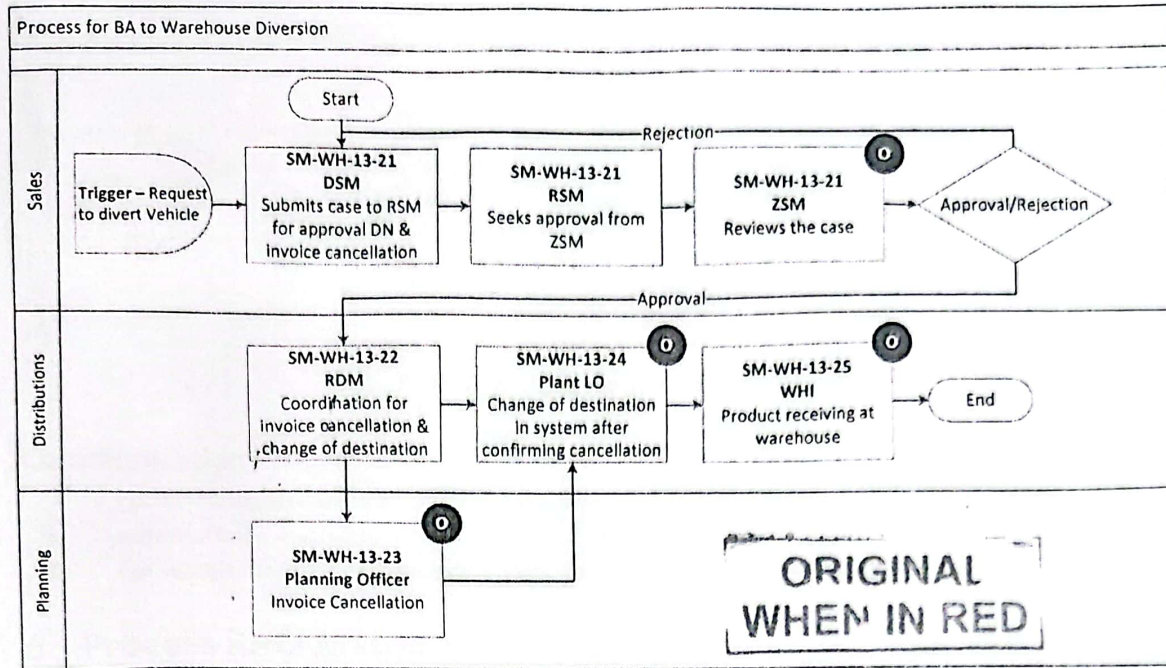 Process for BA to Warehouse Diversion
Sales
Start
Rejection
Trigger – Request
to divert Vehicle
SM-WH-13-21
DSM
Submits case to RSM
for approval DN &
invoice cancellation
SM-WH-13-21
RSM
Seeks approval from
ZSM
O
SM-WH-13-21
ZSM
Reviews the case
Approval/Rejection
Approval
Distributions
SM-WH-13-22
RDM
Coordination for
invoice cancellation &
change of destination
O
SM-WH-13-24
Plant LO
Change of destination
In system after
confirming cancellation
O
SM-WH-13-25
WHI
Product receiving at
warehouse
End
Planning
O
SM-WH-13-23
Planning Officer
Invoice Cancellation
ORIGINAL
WHEN IN RED